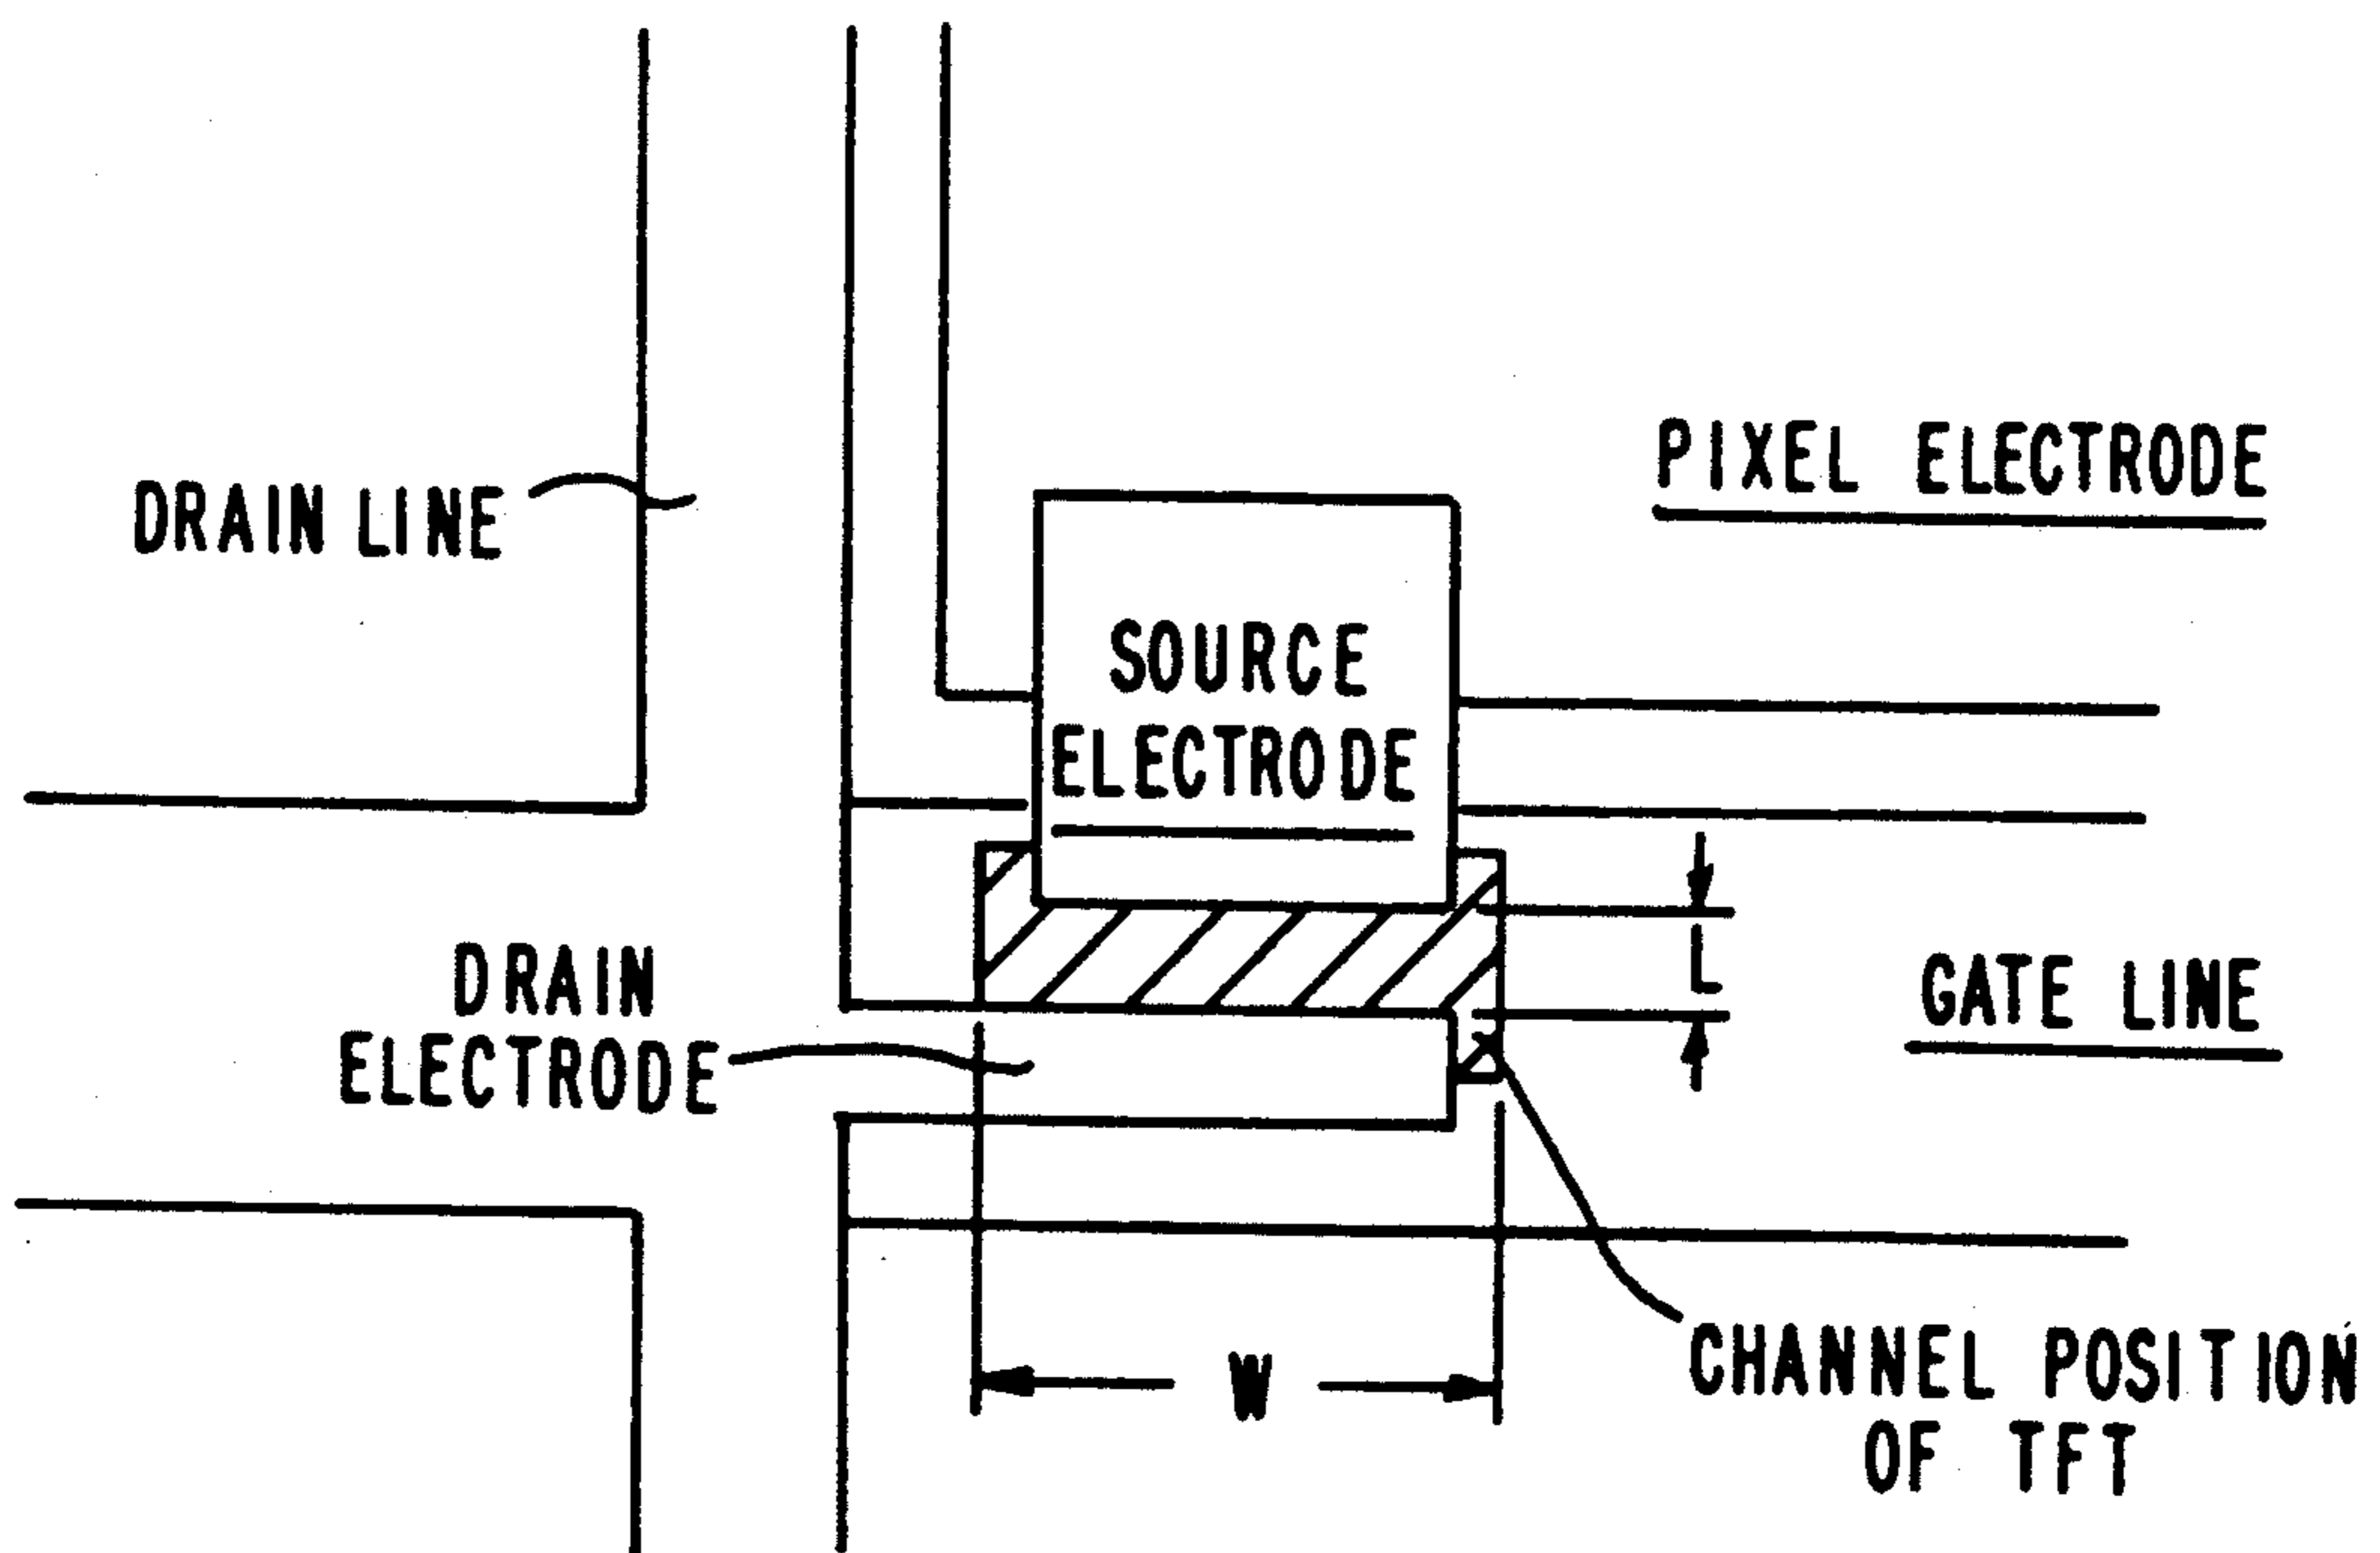 PIXEL ELECTRODE
DRAIN LINE
SOURCE
ELECTRODE
DRAIN
ELECTRODE
L
GATE LINE
W
CHANNEL POSITION
OF TFT